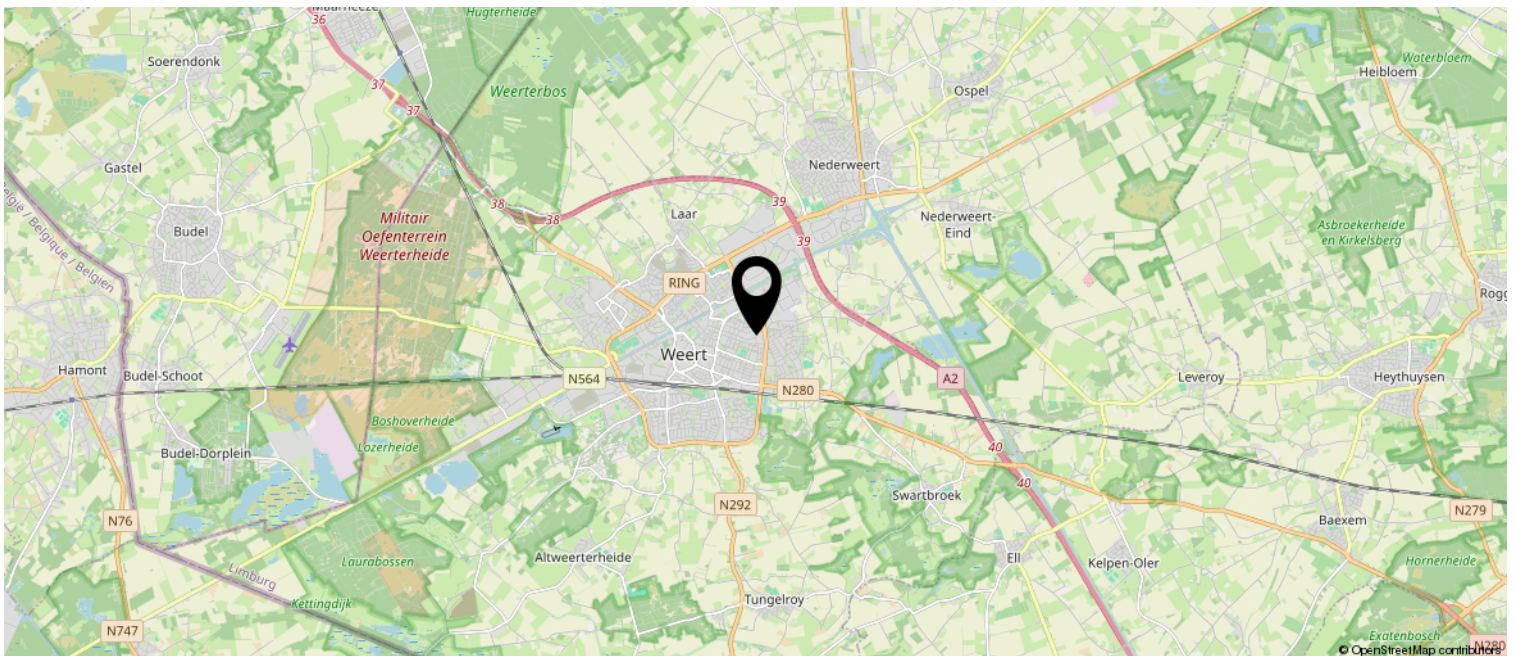 36
Maarheeze
Hugterheide
Soerendonk
37
37
Weerterbos
Ospel
Heibloem
Waterbloem
Gastel
Nederweert
België / Belgique / Belgien
Budel
Militair
Oefenterrein
Weerterheide
38
38
Laar
39
39
Nederweert-
Eind
Asbroekerheide
en Kirkelsberg
RING
Rogg
Weert
Hamont
Budel-Schoot
N564
N280
A2
Leveroy
Heythuysen
Boshoverheide
Lozerheide
Budel-Dorplein
40
40
Swartbroek
N76
N292
N279
Baexem
Laurabossen
Altweerterheide
Ell
Kelpen-Oler
Hornerheide
Limburg
Kettingdijk
Tungelroy
N747
Exatenbosch
N280
© OpenStreetMap contributors